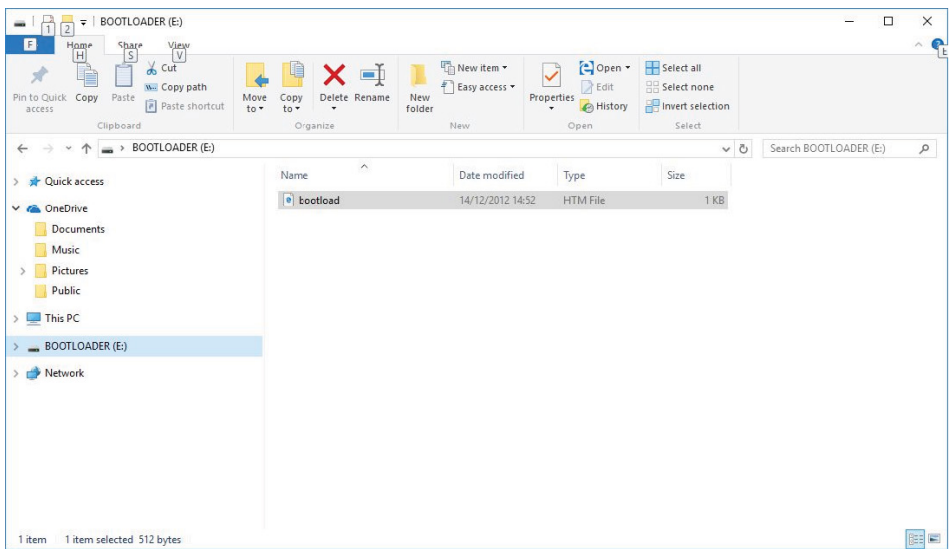 BOOTLOADER (E:)
1 2
F Home Share View
H S V E
Pin to Quick access
Copy
Paste
Cut
Copy path
Paste shortcut
Clipboard
Move to
Copy to
Delete
Rename
Organize
New folder
New item
Easy access
New
Properties
Open
Edit
History
Open
Select all
Select none
Invert selection
Select
BOOTLOADER (E:) Search BOOTLOADER (E:)
Name Date modified Type Size
bootload 14/12/2012 14:52 HTM File 1 KB
Quick access
OneDrive
Documents
Music
Pictures
Public
This PC
BOOTLOADER (E:)
Network
1 item 1 item selected 512 bytes